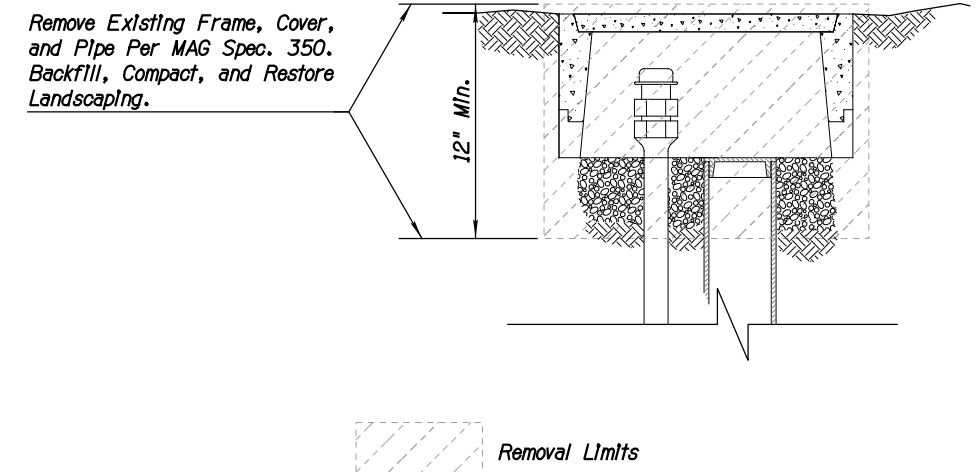 Remove Existing Frame, Cover,
and Pipe Per MAG Spec. 350.
Backfill, Compact, and Restore
Landscaping.
12" Min.
Removal Limits